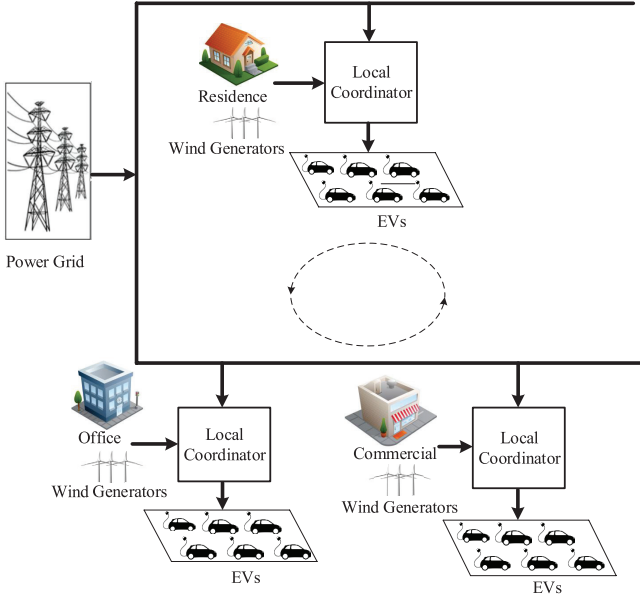 Local
Coordinator
Residence
Wind Generators
EVs
Power Grid
Office
Wind Generators
Local
Coordinator
EVs
Commercial
Wind Generators
Local
Coordinator
EVs